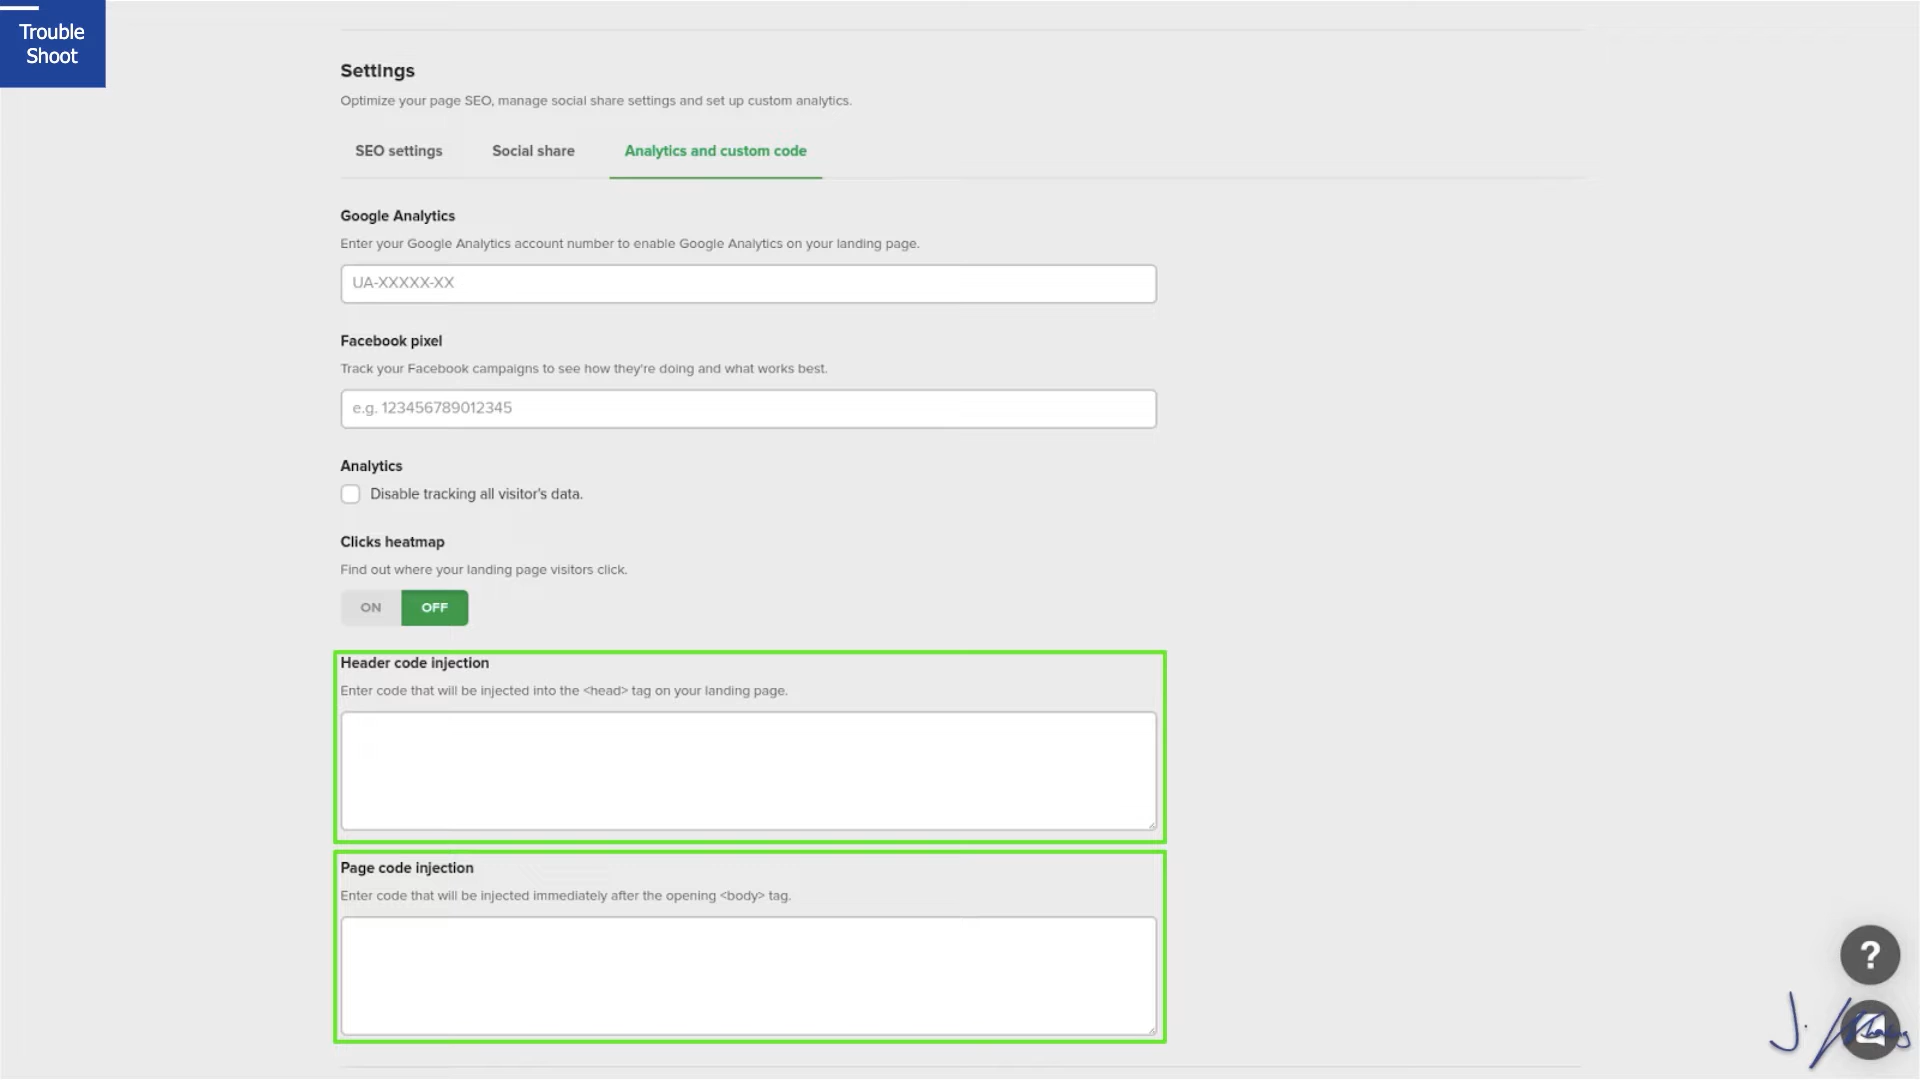 Trouble
Shoot
Settings
Optimize your page SEO, manage social share settings and set up custom analytics.
SEO settings
Social share
Analytics and custom code
Google Analytics
Enter your Google Analytics account number to enable Google Analytics on your landing page.
UA-XXXXX-XX
Facebook pixel
Track your Facebook campaigns to see how they're doing and what works best.
e.g. 123456789012345
Analytics
Disable tracking all visitor's data.
Clicks heatmap
Find out where your landing page visitors click.
ON
OFF
Header code injection
Enter code that will be injected into the <head> tag on your landing page.
Page code injection
Enter code that will be injected immediately after the opening <body> tag.
?
J.